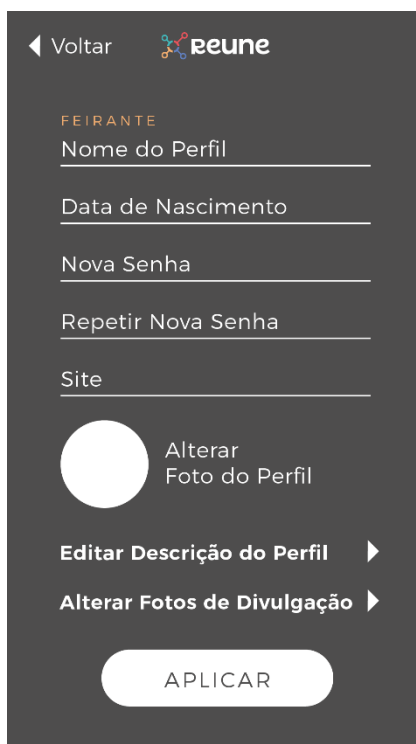 Voltar
Reune
FEIRANTE
Nome do Perfil
Data de Nascimento
Nova Senha
Repetir Nova Senha
Site
Alterar
Foto do Perfil
Editar Descrição do Perfil
Alterar Fotos de Divulgação
APLICAR